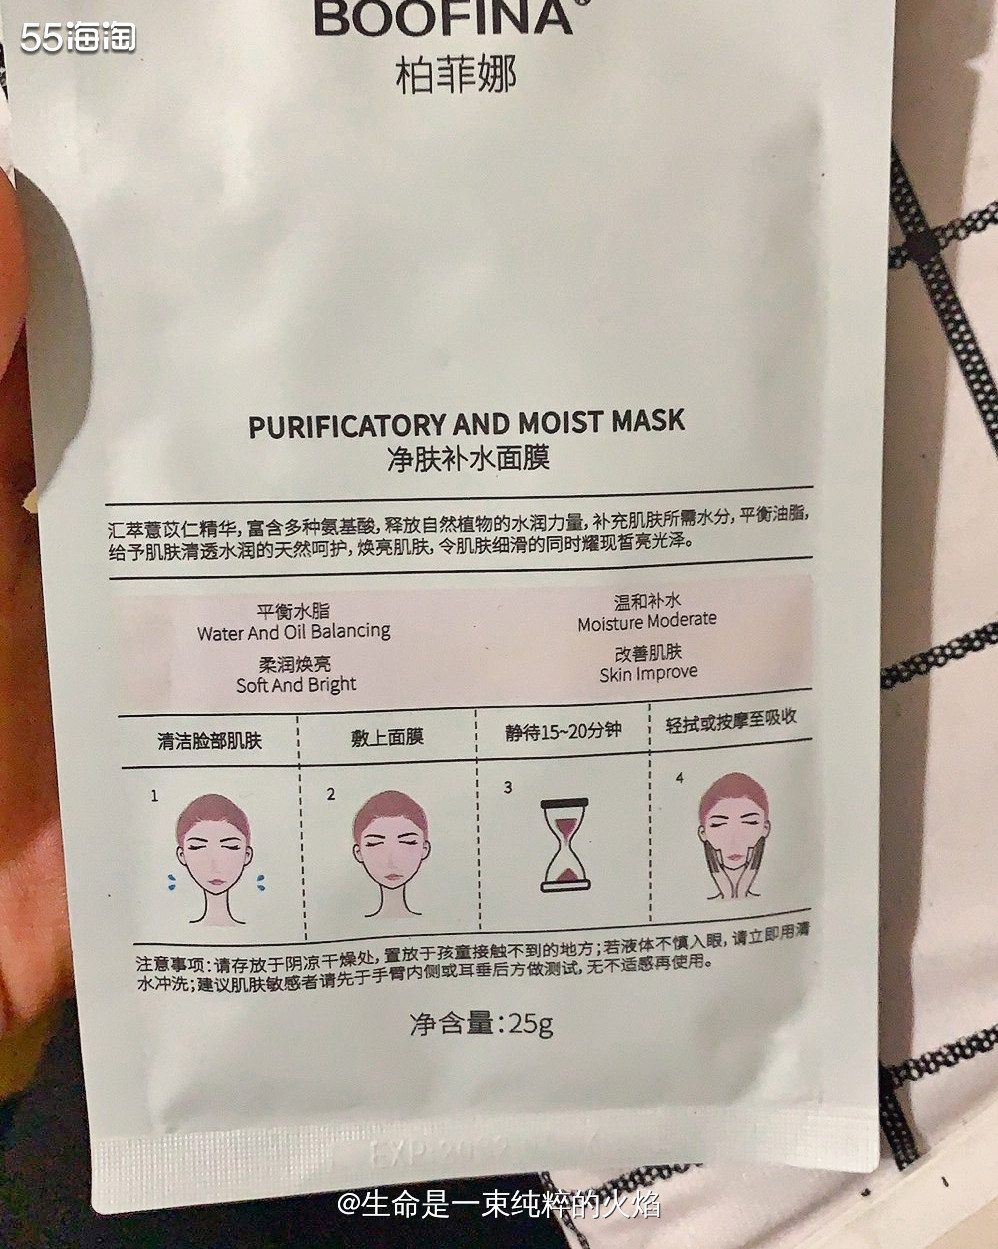 55海淘
BOOFINA®
柏菲娜
PURIFICATORY AND MOIST MASK
净肤补水面膜
汇萃薏苡仁精华,富含多种氨基酸,释放自然植物的水润力量,补充肌肤所需水分,平衡油脂,
给予肌肤清透水润的天然呵护,焕亮肌肤,令肌肤细滑的同时耀现皙亮光泽。
平衡水脂
Water And Oil Balancing
温和补水
Moisture Moderate
柔润焕亮
Soft And Bright
改善肌肤
Skin Improve
清洁脸部肌肤
敷上面膜
静待15~20分钟
轻拭或按摩至吸收
1
2
3
4
注意事项:请存放于阴凉干燥处,置放于孩童接触不到的地方;若液体不慎入眼,请立即用清
水冲洗;建议肌肤敏感者请先于手臂内侧或耳垂后方做测试,无不适感再使用。
净含量:25g
@生命是一束纯粹的火焰